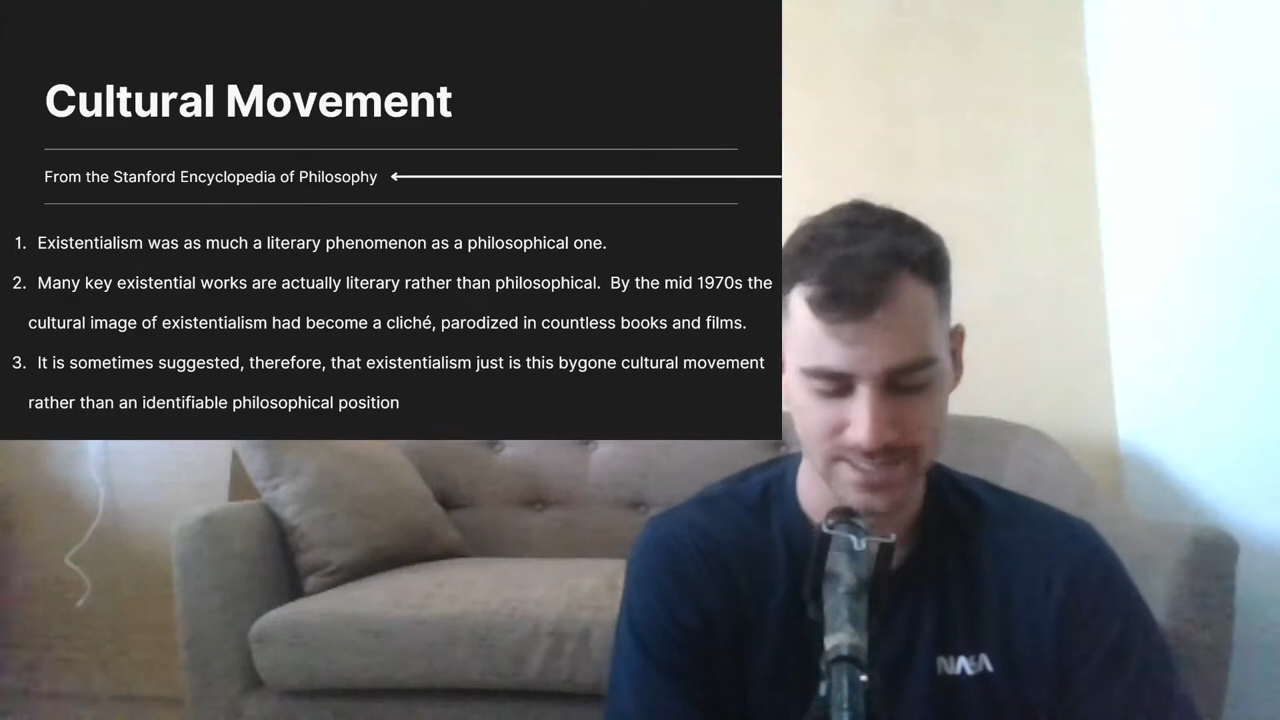 Cultural Movement
From the Stanford Encyclopedia of Philosophy
1. Existentialism was as much a literary phenomenon as a philosophical one.
2. Many key existential works are actually literary rather than philosophical. By the mid 1970s the
cultural image of existentialism had become a cliché, parodized in countless books and films.
3. It is sometimes suggested, therefore, that existentialism just is this bygone cultural movement
rather than an identifiable philosophical position
NASA